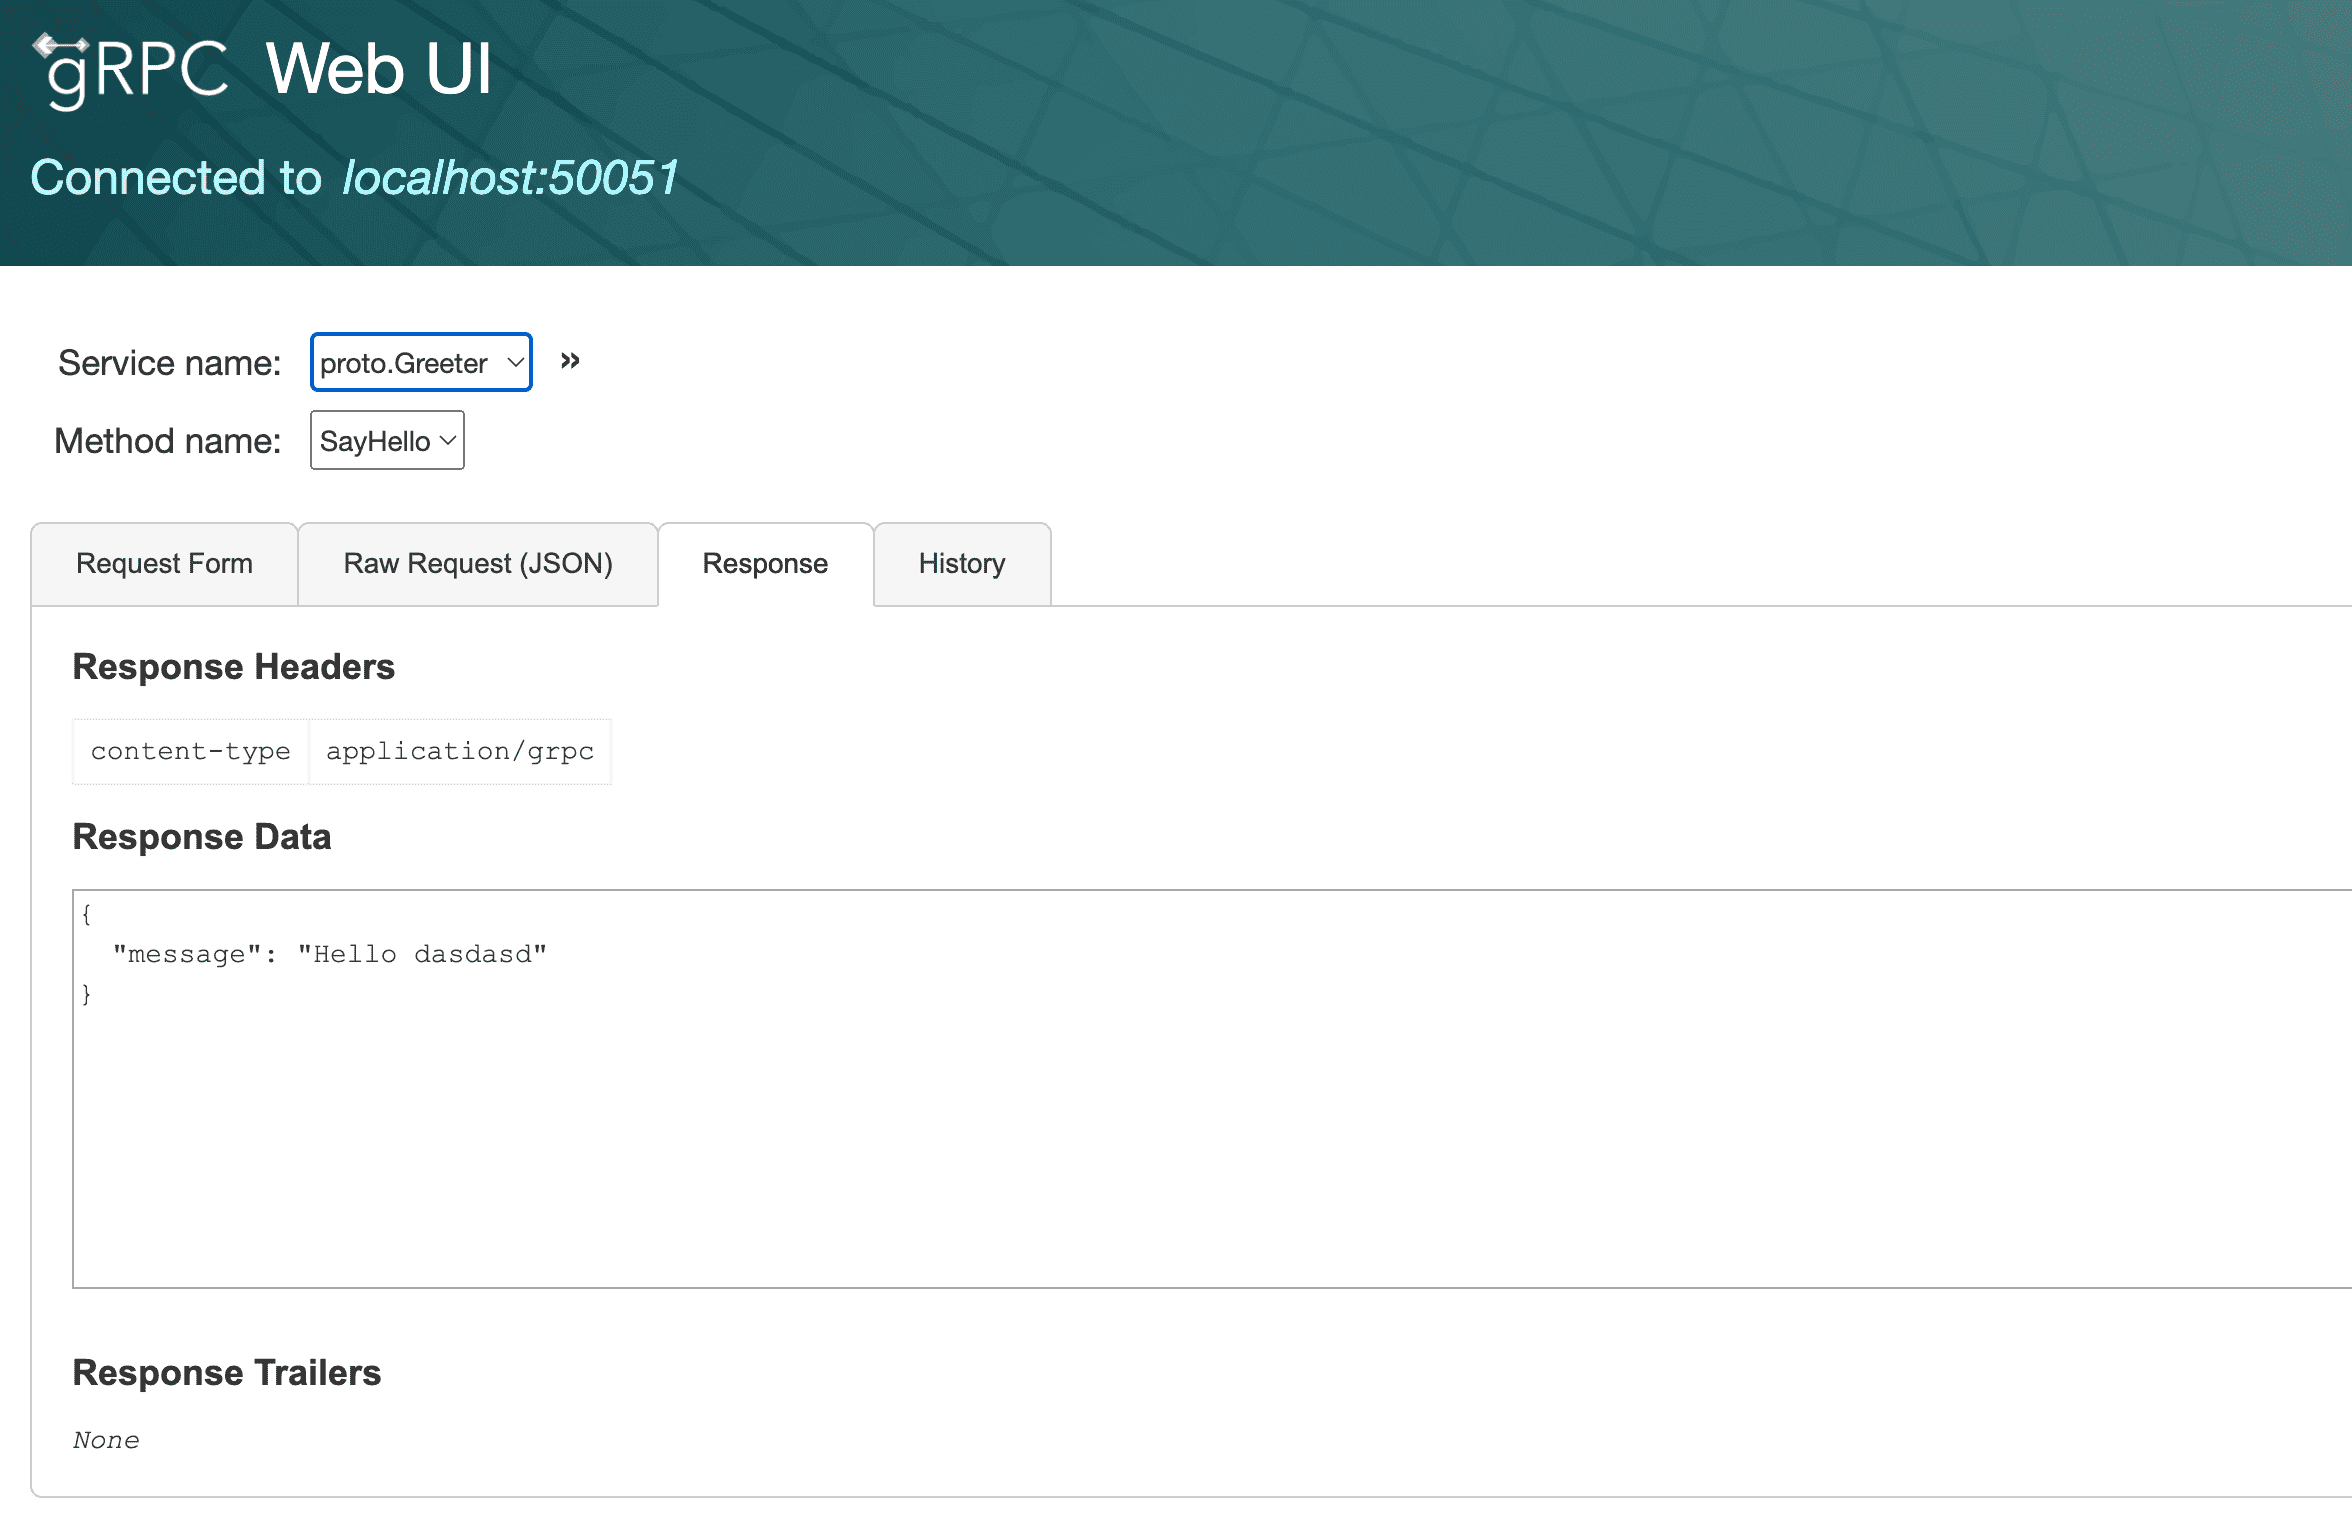 gRPC Web UI
Connected to localhost:50051
Service name: proto.Greeter »
Method name: SayHello
Request Form Raw Request (JSON) Response History
Response Headers
content-type application/grpc
Response Data
{
  "message": "Hello dasdasd"
}
Response Trailers
None